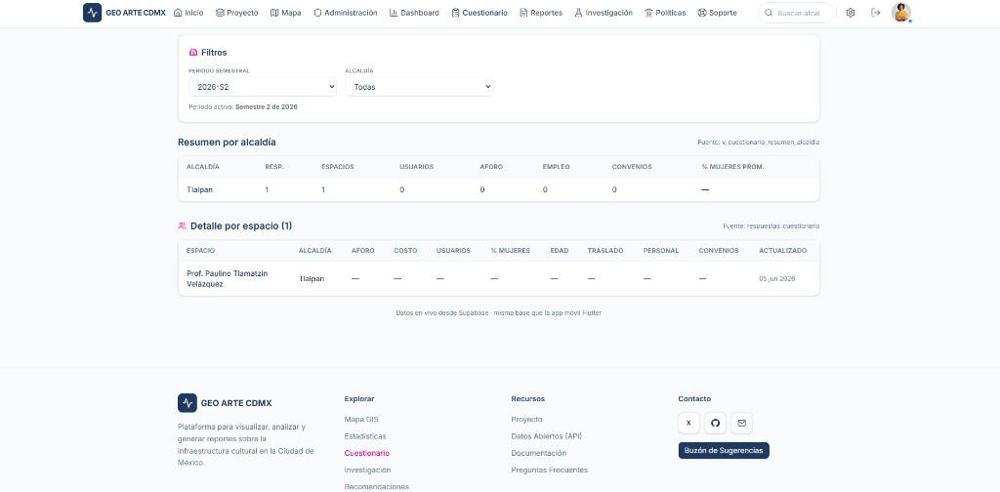 GEO ARTE CDMX Inicio Proyecto Mapa Administración Dashboard Cuestionario Reportes Investigación Políticas Soporte Buscar alcal
Filtros
PERIODO SEMESTRAL ALCALDÍA
2026-S2 Todas
Periodo activo: Semestre 2 de 2026
Resumen por alcaldía Fuente: v_cuestionario_resumen_alcaldia
ALCALDÍA RESP. ESPACIOS USUARIOS AFORO EMPLEO CONVENIOS % MUJERES PROM.
Tlalpan 1 1 0 0 0 0 —
Detalle por espacio (1) Fuente: respuestas_cuestionario
ESPACIO ALCALDÍA AFORO COSTO USUARIOS % MUJERES EDAD TRASLADO PERSONAL CONVENIOS ACTUALIZADO
Prof. Paulino Tlamatzin
Velázquez Tlalpan — — — — — — — — 05 jun 2026
Datos en vivo desde Supabase · misma base que la app móvil Flutter
GEO ARTE CDMX
Plataforma para visualizar, analizar y
generar reportes sobre la
infraestructura cultural en la Ciudad de
México.
Explorar
Mapa GIS
Estadísticas
Cuestionario
Investigación
Recomendaciones
Recursos
Proyecto
Datos Abiertos (API)
Documentación
Preguntas Frecuentes
Contacto
X
Buzón de Sugerencias